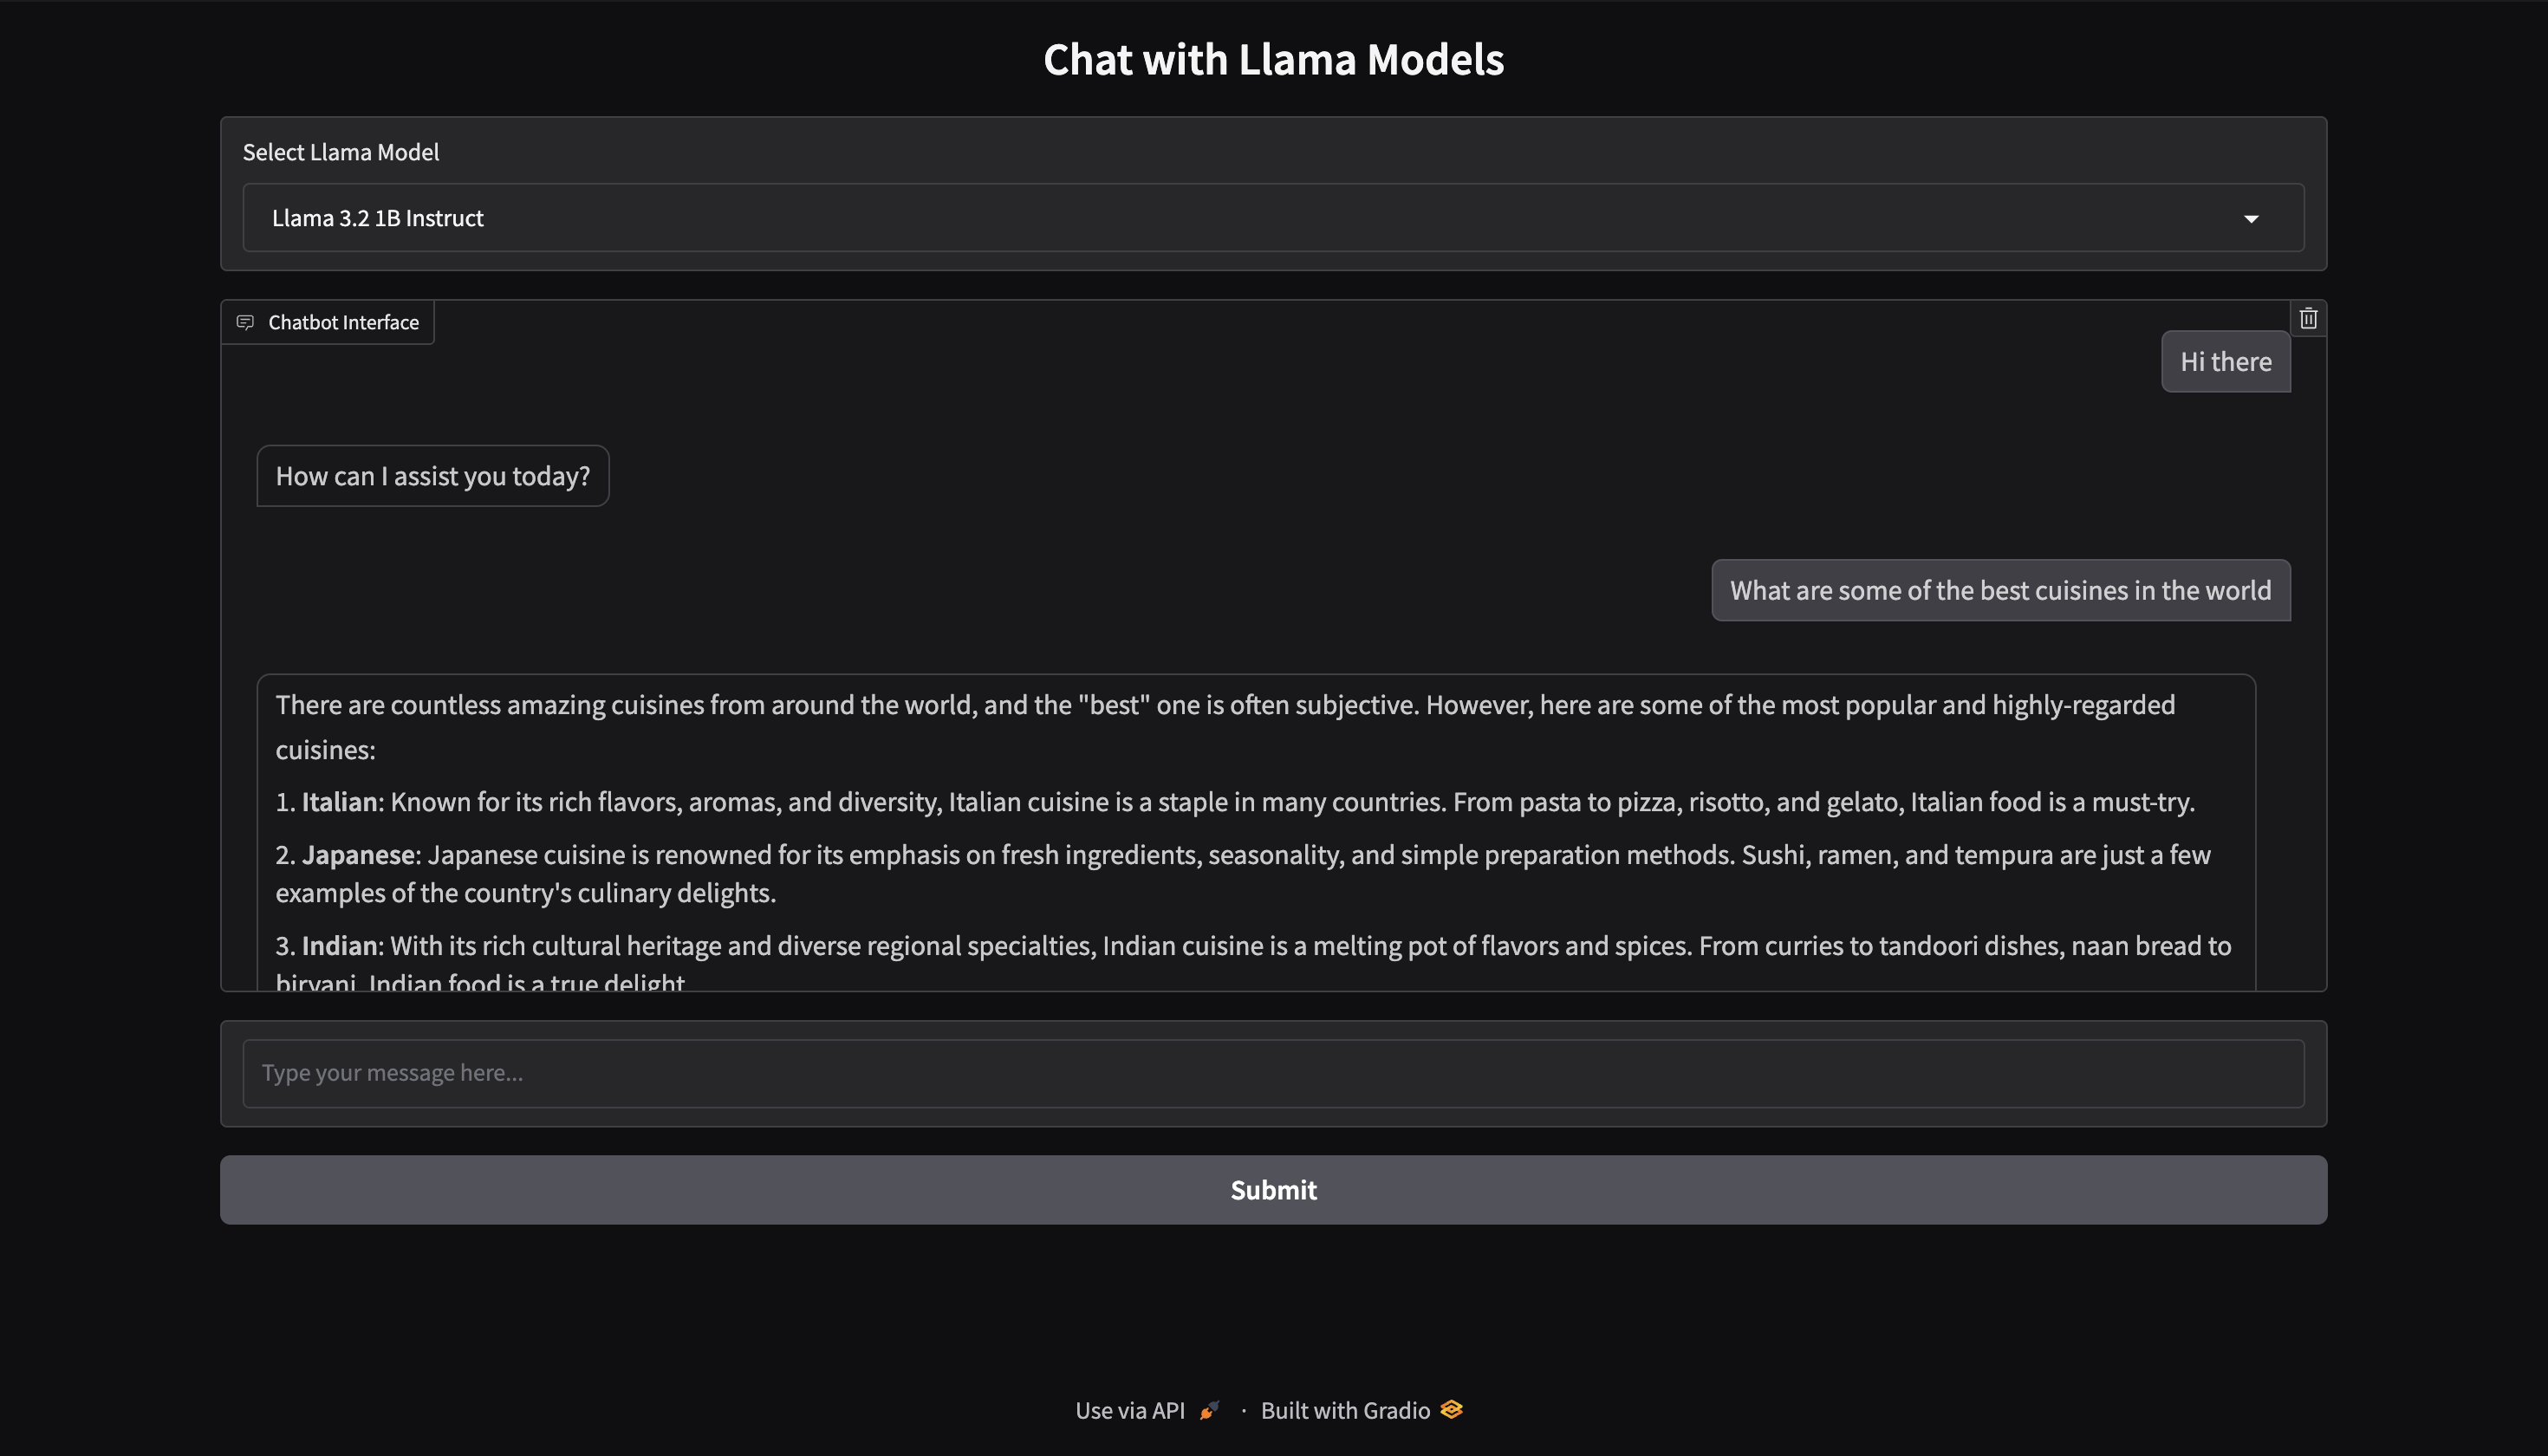 Chat with Llama Models
Select Llama Model
Llama 3.2 1B Instruct
Chatbot Interface
Hi there
How can I assist you today?
What are some of the best cuisines in the world
There are countless amazing cuisines from around the world, and the "best" one is often subjective. However, here are some of the most popular and highly-regarded
cuisines:
1. Italian: Known for its rich flavors, aromas, and diversity, Italian cuisine is a staple in many countries. From pasta to pizza, risotto, and gelato, Italian food is a must-try.
2. Japanese: Japanese cuisine is renowned for its emphasis on fresh ingredients, seasonality, and simple preparation methods. Sushi, ramen, and tempura are just a few
examples of the country's culinary delights.
3. Indian: With its rich cultural heritage and diverse regional specialties, Indian cuisine is a melting pot of flavors and spices. From curries to tandoori dishes, naan bread to
biryani, Indian food is a true delight
Type your message here...
Submit
Use via API · Built with Gradio